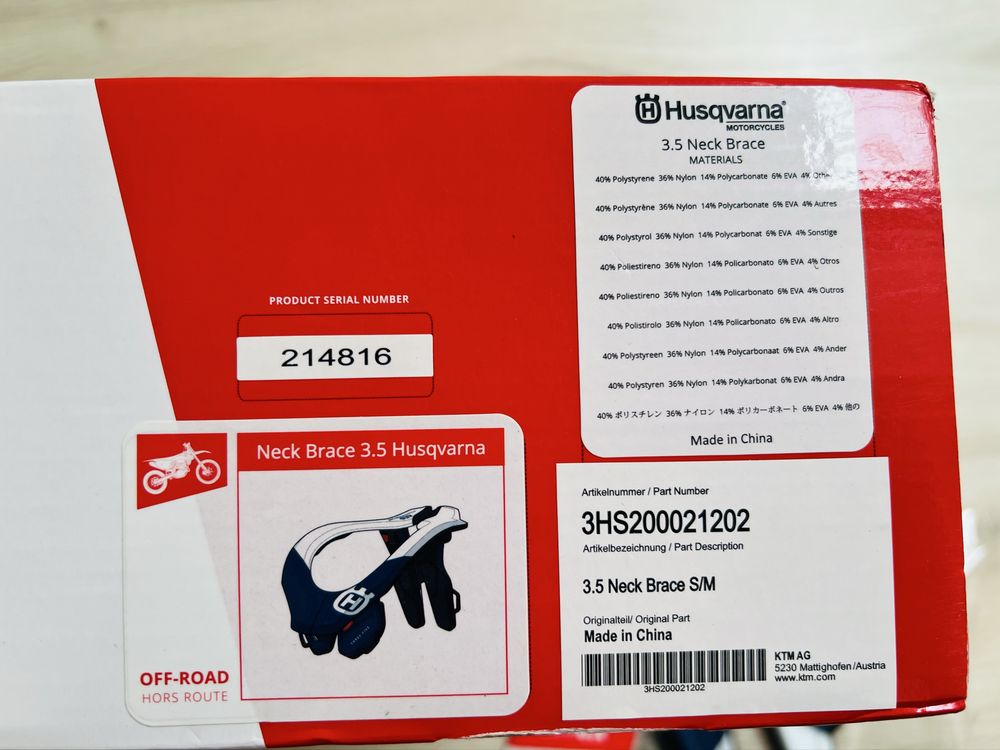 Husqvarna
MOTORCYCLES
3.5 Neck Brace
MATERIALS
40% Polystyrene 36% Nylon 14% Polycarbonate 6% EVA 4% Othe
40% Polystyrène 36% Nylon 14% Polycarbonate 6% EVA 4% Autres
40% Polystyrol 36% Nylon 14% Polycarbonat 6% EVA 4% Sonstige
40% Poliestireno 36% Nylon 14% Policarbonato 6% EVA 4% Otros
40% Poliestireno 36% Nylon 14% Policarbonato 6% EVA 4% Outros
40% Polistirolo 36% Nylon 14% Policarbonato 6% EVA 4% Altro
40% Polystyreen 36% Nylon 14% Polycarbonaat 6% EVA 4% Ander
40% Polystyren 36% Nylon 14% Polykarbonat 6% EVA 4% Andra
40% ポリスチレン 36% ナイロン 14% ポリカーボネート 6% EVA 4% 他の
Made in China
PRODUCT SERIAL NUMBER
214816
Neck Brace 3.5 Husqvarna
OFF-ROAD
HORS ROUTE
Artikelnummer / Part Number
3HS200021202
Artikelbezeichnung / Part Description
3.5 Neck Brace S/M
Originalteil/ Original Part
Made in China
3HS200021202
KTM AG
5230 Mattighofen /Austria
www.ktm.com